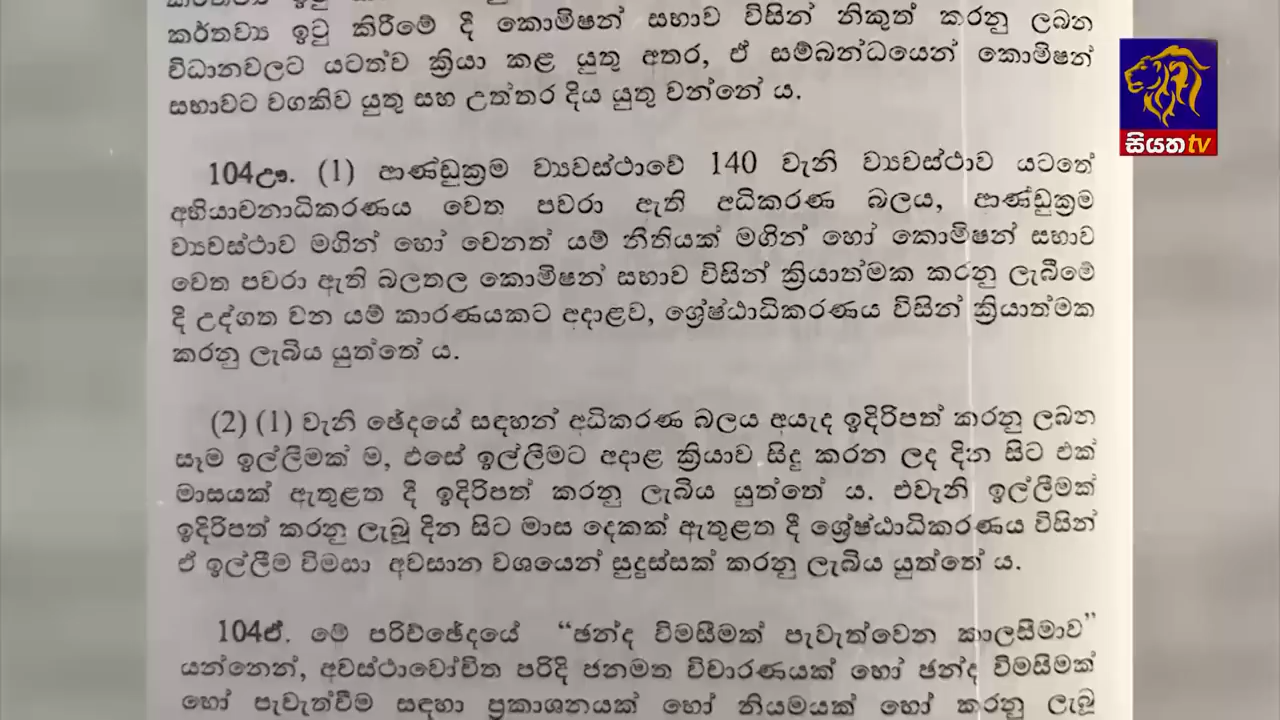 කර්තව්‍ය ඉටු කිරීමේ දී කොමිෂන් සභාව විසින් නිකුත් කරනු ලබන
විධානවලට යටත්ව ක්‍රියා කළ යුතු අතර, ඒ සම්බන්ධයෙන් කොමිෂන්
සභාවට වගකිව යුතු සහ උත්තර දිය යුතු වන්නේ ය.
සියත tv
104ඌ. (1) ආණ්ඩුක්‍රම ව්‍යවස්ථාවේ 140 වැනි ව්‍යවස්ථාව යටතේ
අභියාචනාධිකරණය වෙත පවරා ඇති අධිකරණ බලය, ආණ්ඩුක්‍රම
ව්‍යවස්ථාව මගින් හෝ වෙනත් යම් නීතියක් මගින් හෝ කොමිෂන් සභාව
වෙත පවරා ඇති බලතල කොමිෂන් සභාව විසින් ක්‍රියාත්මක කරනු ලැබීමේ
දී උද්ගත වන යම් කාරණයකට අදාළව, ශ්‍රේෂ්ඨාධිකරණය විසින් ක්‍රියාත්මක
කරනු ලැබිය යුත්තේ ය.
(2) (1) වැනි ඡේදයේ සඳහන් අධිකරණ බලය අයැද ඉදිරිපත් කරනු ලබන
සෑම ඉල්ලීමක් ම, එසේ ඉල්ලීමට අදාළ ක්‍රියාව සිදු කරන ලද දින සිට එක්
මාසයක් ඇතුළත දී ඉදිරිපත් කරනු ලැබිය යුත්තේ ය. එවැනි ඉල්ලීමක්
ඉදිරිපත් කරනු ලැබූ දින සිට මාස දෙකක් ඇතුළත දී ශ්‍රේෂ්ඨාධිකරණය විසින්
ඒ ඉල්ලීම විමසා අවසාන වශයෙන් සුදුස්සක් කරනු ලැබිය යුත්තේ ය.
104ඒ. මේ පරිච්ඡේදයේ “ඡන්ද විමසීමක් පැවැත්වෙන කාලසීමාව”
යන්නෙන්, අවස්ථාවෝචිත පරිදි ජනමත විචාරණයක් හෝ ඡන්ද විමසීමක්
හෝ පැවැත්වීම සඳහා ප්‍රකාශනයක් හෝ නියමයක් හෝ කරනු ලැබූ